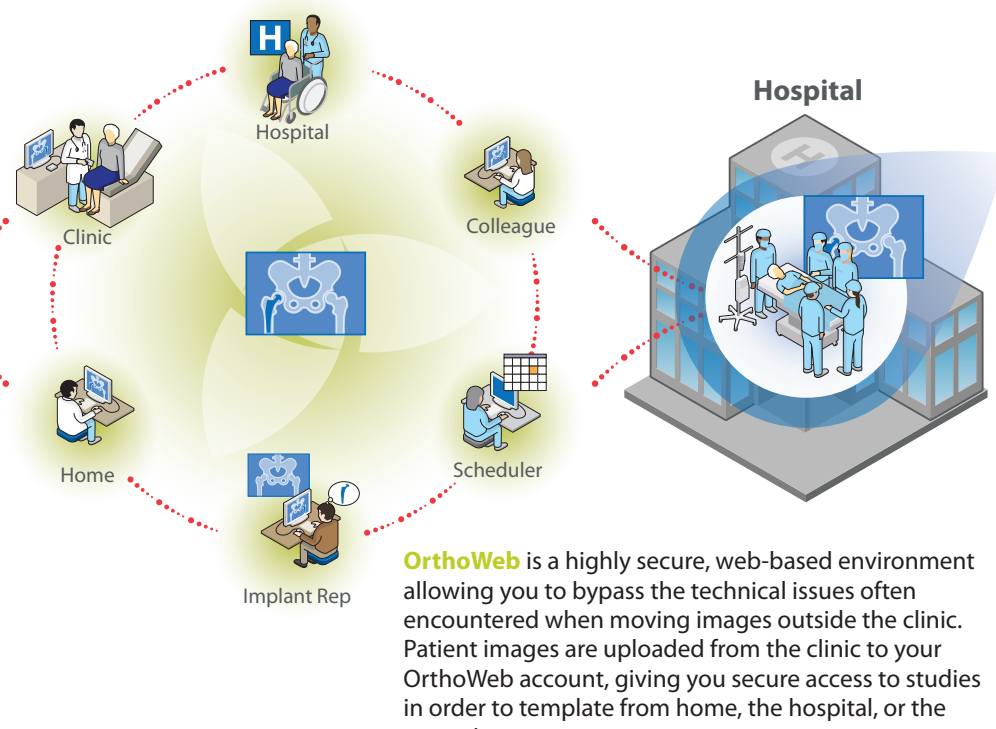 H
Hospital
Hospital
H
Clinic
Colleague
Home
Scheduler
Implant Rep
OrthoWeb is a highly secure, web-based environment
allowing you to bypass the technical issues often
encountered when moving images outside the clinic.
Patient images are uploaded from the clinic to your
OrthoWeb account, giving you secure access to studies
in order to template from home, the hospital, or the